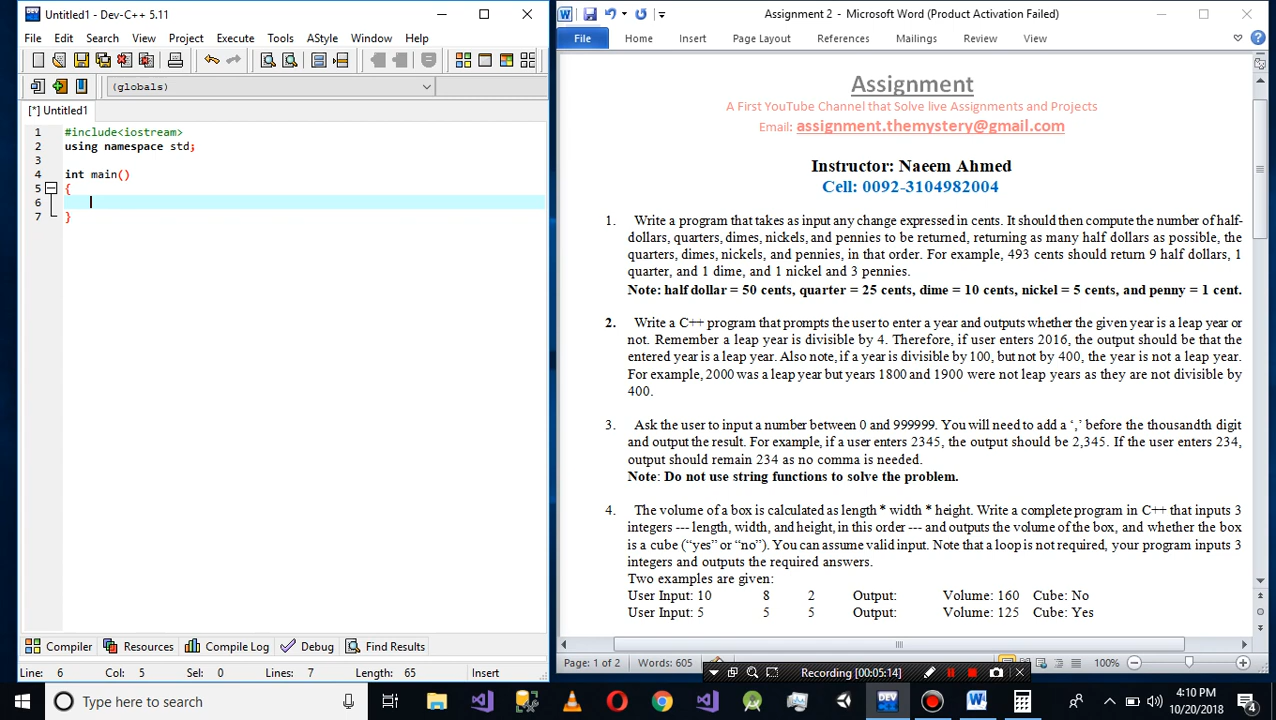 Untitled1 - Dev-C++ 5.11
File Edit Search View Project Execute Tools AStyle Window Help
(globals)
[*] Untitled1
1 #include<iostream>
2 using namespace std;
3
4 int main()
5 {
6
7 }
Compiler Resources Compile Log Debug Find Results
Line: 6 Col: 5 Sel: 0 Lines: 7 Length: 65 Insert
Assignment 2 - Microsoft Word (Product Activation Failed)
File Home Insert Page Layout References Mailings Review View
Assignment
A First YouTube Channel that Solve live Assignments and Projects
Email: assignment.themystery@gmail.com
Instructor: Naeem Ahmed
Cell: 0092-3104982004
1. Write a program that takes as input any change expressed in cents. It should then compute the number of half-
dollars, quarters, dimes, nickels, and pennies to be returned, returning as many half dollars as possible, the
quarters, dimes, nickels, and pennies, in that order. For example, 493 cents should return 9 half dollars, 1
quarter, and 1 dime, and 1 nickel and 3 pennies.
Note: half dollar = 50 cents, quarter = 25 cents, dime = 10 cents, nickel = 5 cents, and penny = 1 cent.
2. Write a C++ program that prompts the user to enter a year and outputs whether the given year is a leap year or
not. Remember a leap year is divisible by 4. Therefore, if user enters 2016, the output should be that the
entered year is a leap year. Also note, if a year is divisible by 100, but not by 400, the year is not a leap year.
For example, 2000 was a leap year but years 1800 and 1900 were not leap years as they are not divisible by
400.
3. Ask the user to input a number between 0 and 999999. You will need to add a ‘,’ before the thousandth digit
and output the result. For example, if a user enters 2345, the output should be 2,345. If the user enters 234,
output should remain 234 as no comma is needed.
Note: Do not use string functions to solve the problem.
4. The volume of a box is calculated as length * width * height. Write a complete program in C++ that inputs 3
integers --- length, width, and height, in this order --- and outputs the volume of the box, and whether the box
is a cube (“yes” or “no”). You can assume valid input. Note that a loop is not required, your program inputs 3
integers and outputs the required answers.
Two examples are given:
User Input: 10 8 2 Output: Volume: 160 Cube: No
User Input: 5 5 5 Output: Volume: 125 Cube: Yes
Page: 1 of 2 Words: 605 100%
Recording [00:05:14]
Type here to search
DEV
4:10 PM
10/20/2018
4